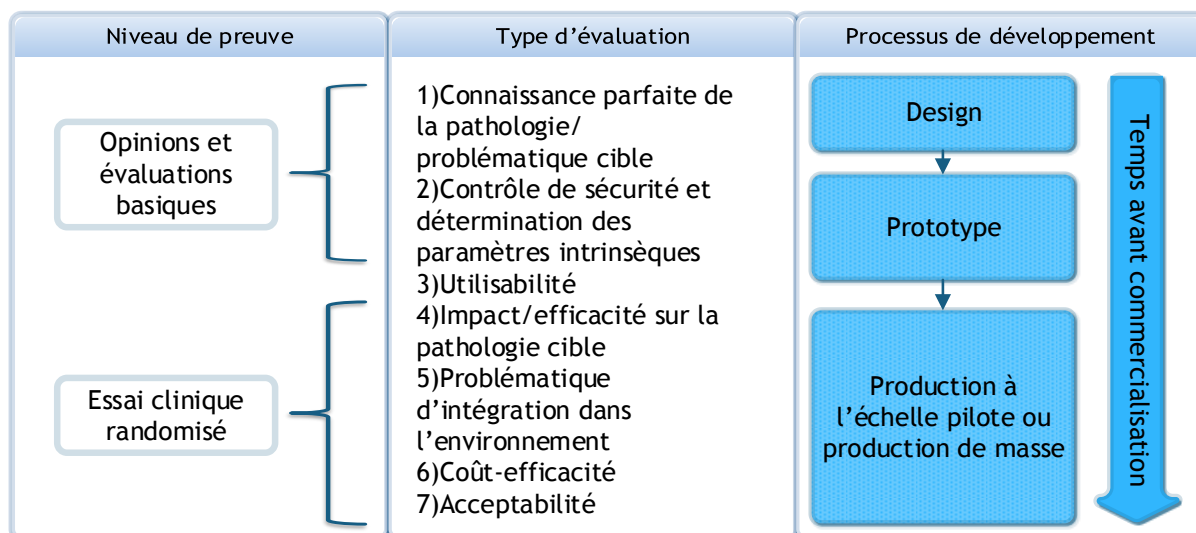 Niveau de preuve
Opinions et
évaluations
basiques
Essai clinique
randomisé
Type d’évaluation
1)Connaissance parfaite de
la pathologie/
problématique cible
2)Contrôle de sécurité et
détermination des
paramètres intrinsèques
3)Utilisabilité
4)Impact/efficacité sur la
pathologie cible
5)Problématique
d’intégration dans
l’environnement
6)Coût-efficacité
7)Acceptabilité
Processus de développement
Design
Prototype
Production à
l’échelle pilote ou
production de masse
Temps avant commercialisation